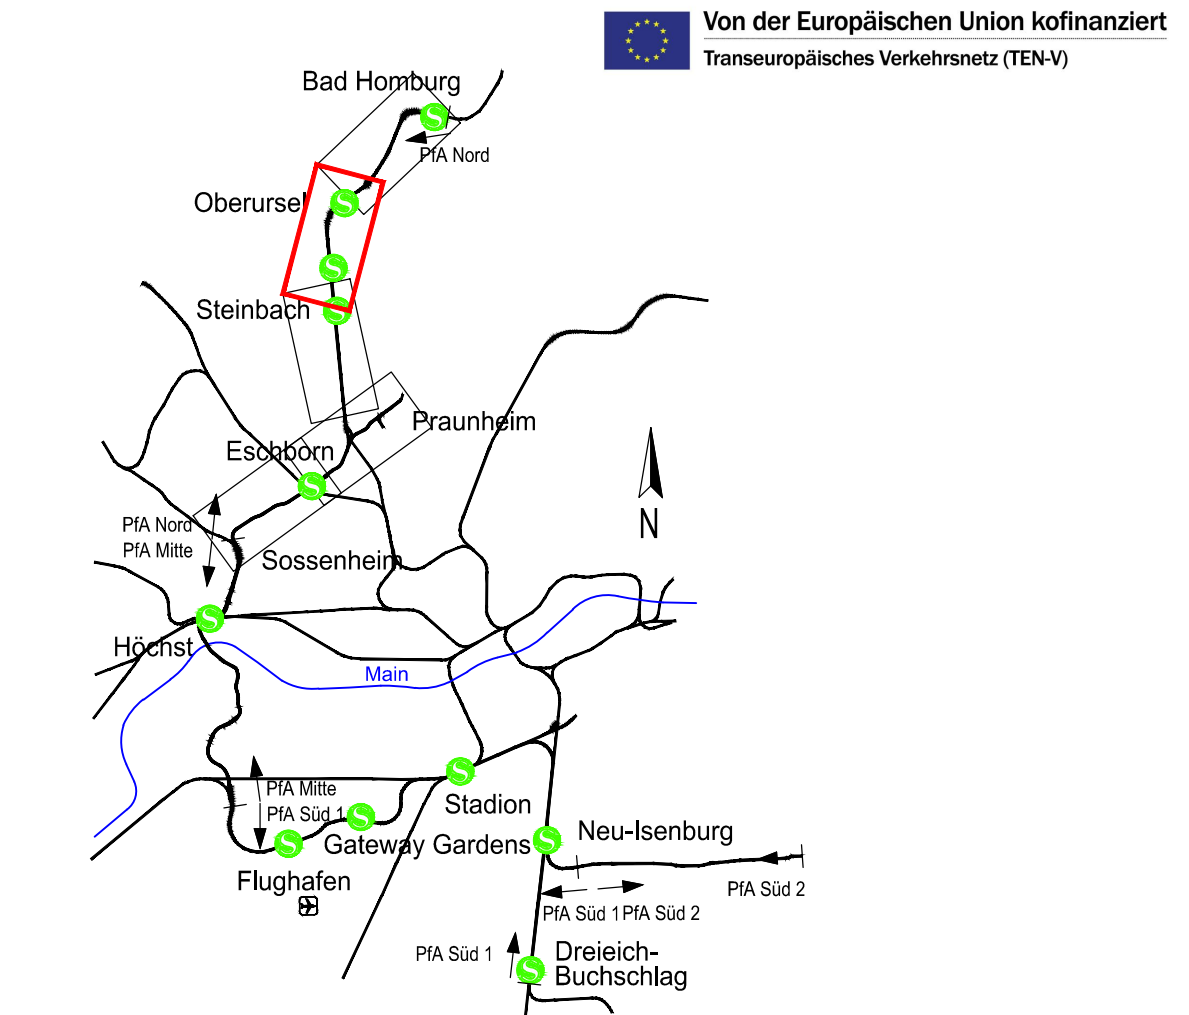 Von der Europäischen Union kofinanziert
Transeuropäisches Verkehrsnetz (TEN-V)
Bad Homburg
PfA Nord
Oberursel
Steinbach
Praunheim
Eschborn
PfA Nord
PfA Mitte
N
Sossenheim
Höchst
Main
PfA Mitte
PfA Süd 1
Stadion
Neu-Isenburg
Gateway Gardens
Flughafen
PfA Süd 2
PfA Süd 1 PfA Süd 2
PfA Süd 1
Dreieich-
Buchschlag